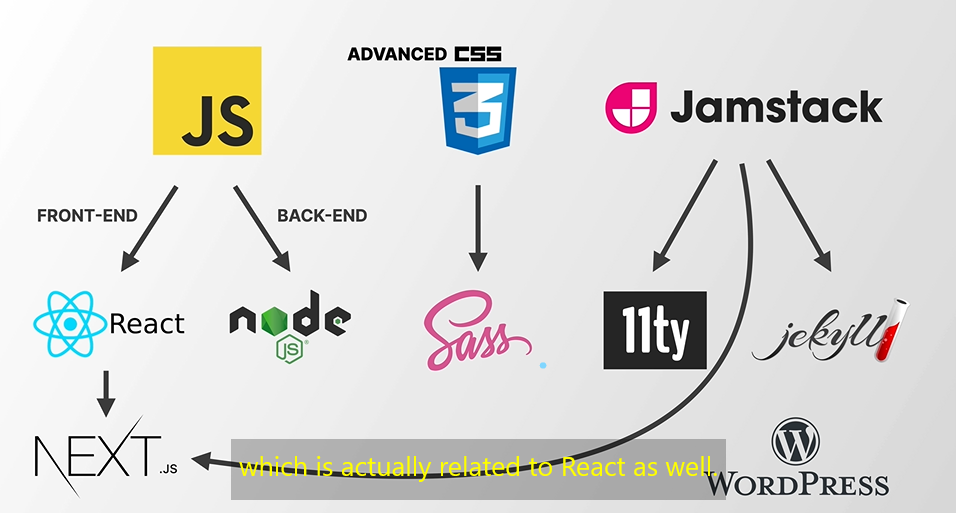 ADVANCED CSS
3
JS
Jamstack
FRONT-END
BACK-END
React
node
JS
Sass
11ty
jekyll
NEXT.JS
which is actually related to React as well.
W
WORDPRESS